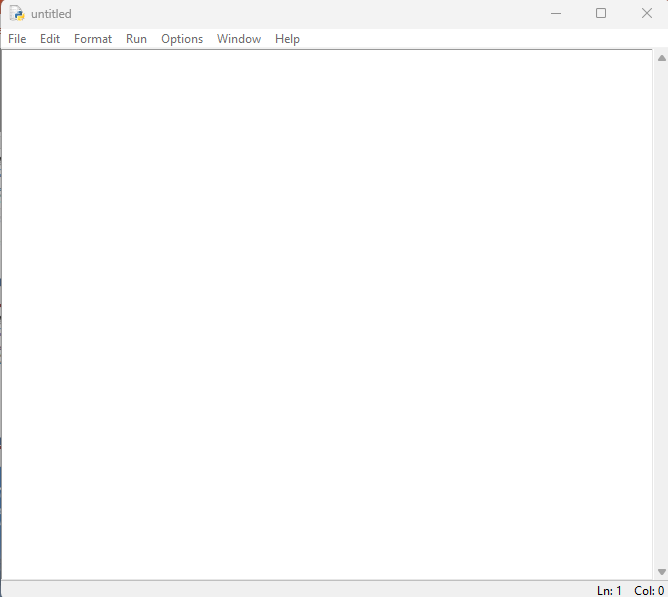 untitled
File Edit Format Run Options Window Help
Ln: 1 Col: 0